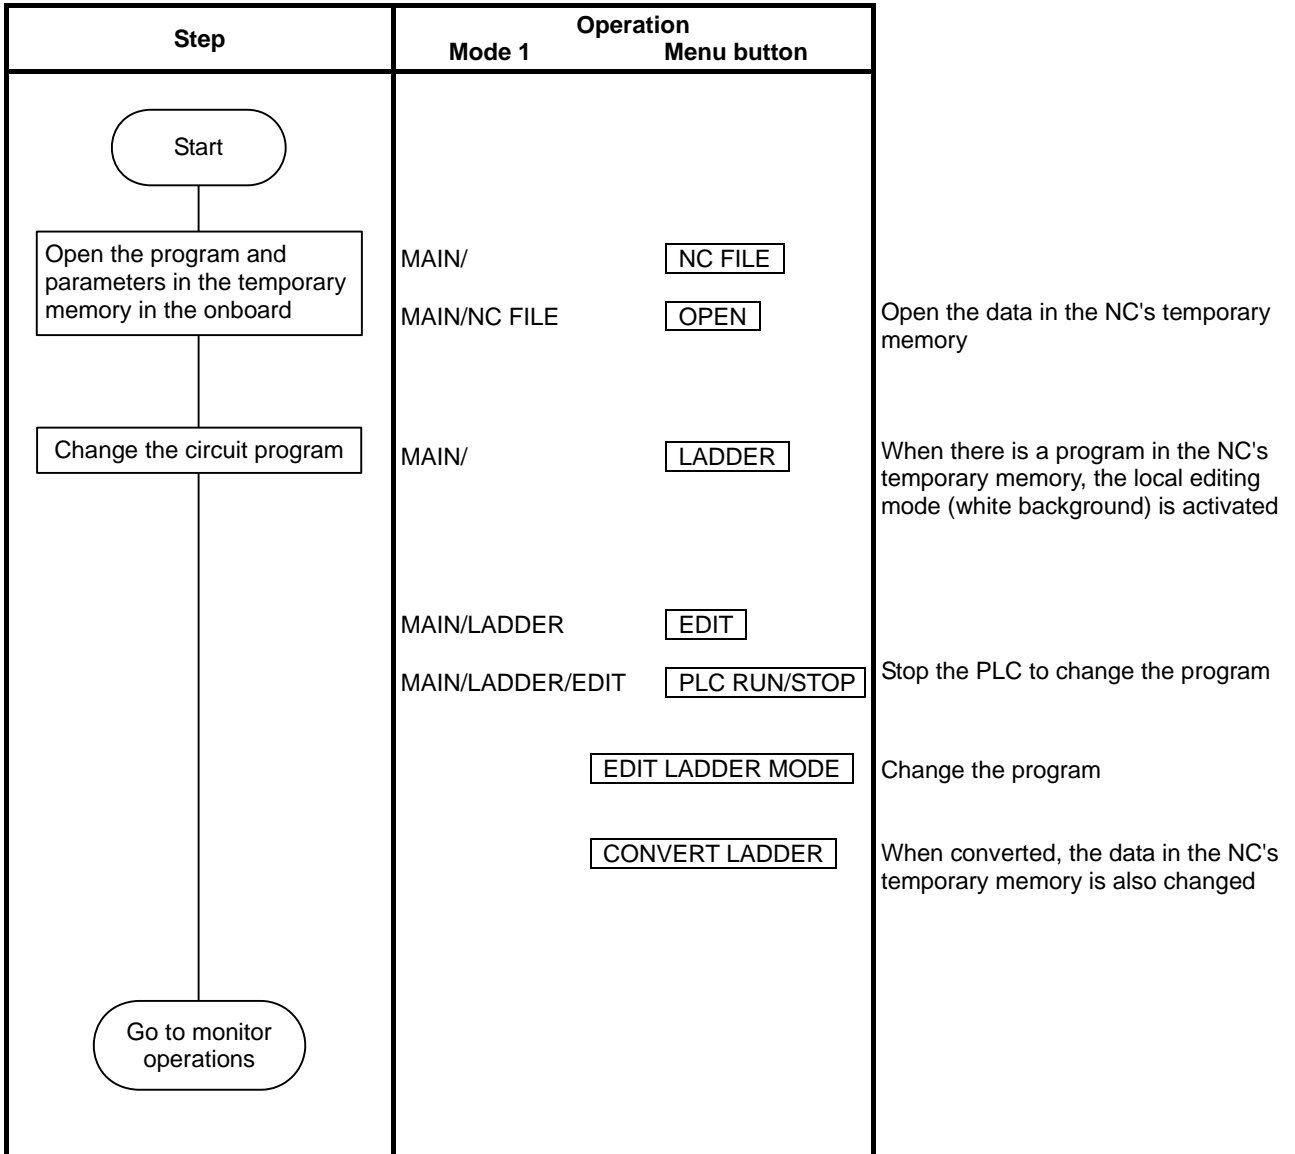 Step
Operation
Mode 1 Menu button
Start
Open the program and
parameters in the temporary
memory in the onboard
MAIN/ NC FILE
MAIN/NC FILE OPEN
Open the data in the NC's temporary
memory
Change the circuit program
MAIN/ LADDER
When there is a program in the NC's
temporary memory, the local editing
mode (white background) is activated
MAIN/LADDER EDIT
MAIN/LADDER/EDIT PLC RUN/STOP
Stop the PLC to change the program
EDIT LADDER MODE
Change the program
CONVERT LADDER
When converted, the data in the NC's
temporary memory is also changed
Go to monitor
operations